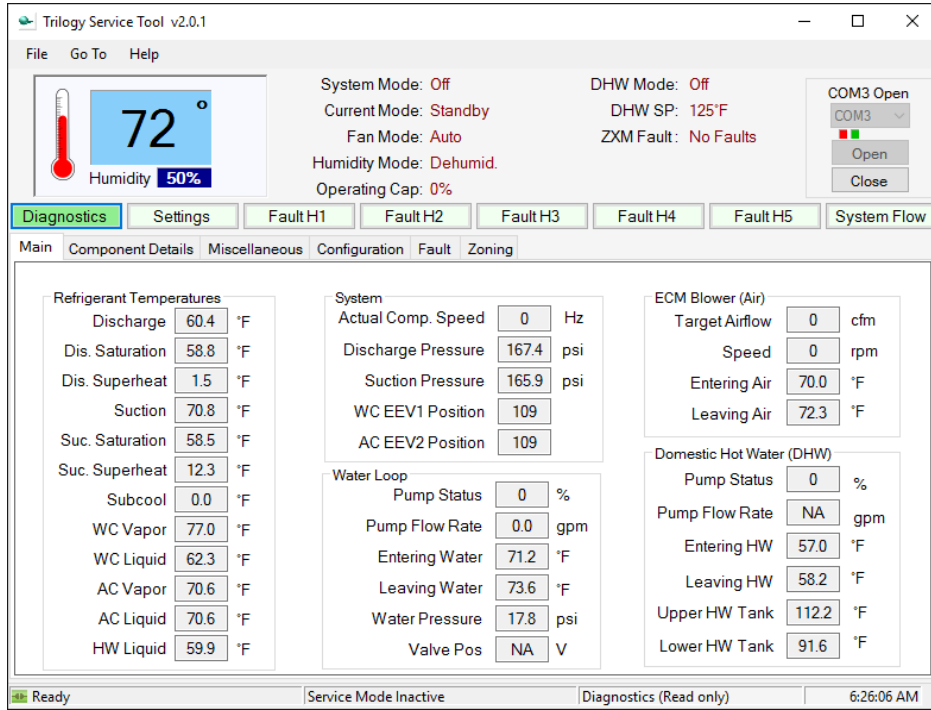 Trilogy Service Tool v2.0.1
File Go To Help
72°
Humidity 50%
System Mode: Off
Current Mode: Standby
Fan Mode: Auto
Humidity Mode: Dehumid.
Operating Cap: 0%
DHW Mode: Off
DHW SP: 125°F
ZXM Fault: No Faults
COM3 Open
COM3
Open
Close
Diagnostics Settings Fault H1 Fault H2 Fault H3 Fault H4 Fault H5 System Flow
Main Component Details Miscellaneous Configuration Fault Zoning
Refrigerant Temperatures
Discharge 60.4 °F
Dis. Saturation 58.8 °F
Dis. Superheat 1.5 °F
Suction 70.8 °F
Suc. Saturation 58.5 °F
Suc. Superheat 12.3 °F
Subcool 0.0 °F
WC Vapor 77.0 °F
WC Liquid 62.3 °F
AC Vapor 70.6 °F
AC Liquid 70.6 °F
HW Liquid 59.9 °F
System
Actual Comp. Speed 0 Hz
Discharge Pressure 167.4 psi
Suction Pressure 165.9 psi
WC EEV1 Position 109
AC EEV2 Position 109
Water Loop
Pump Status 0 %
Pump Flow Rate 0.0 gpm
Entering Water 71.2 °F
Leaving Water 73.6 °F
Water Pressure 17.8 psi
Valve Pos NA V
ECM Blower (Air)
Target Airflow 0 cfm
Speed 0 rpm
Entering Air 70.0 °F
Leaving Air 72.3 °F
Domestic Hot Water (DHW)
Pump Status 0 %
Pump Flow Rate NA gpm
Entering HW 57.0 °F
Leaving HW 58.2 °F
Upper HW Tank 112.2 °F
Lower HW Tank 91.6 °F
Ready Service Mode Inactive Diagnostics (Read only) 6:26:06 AM